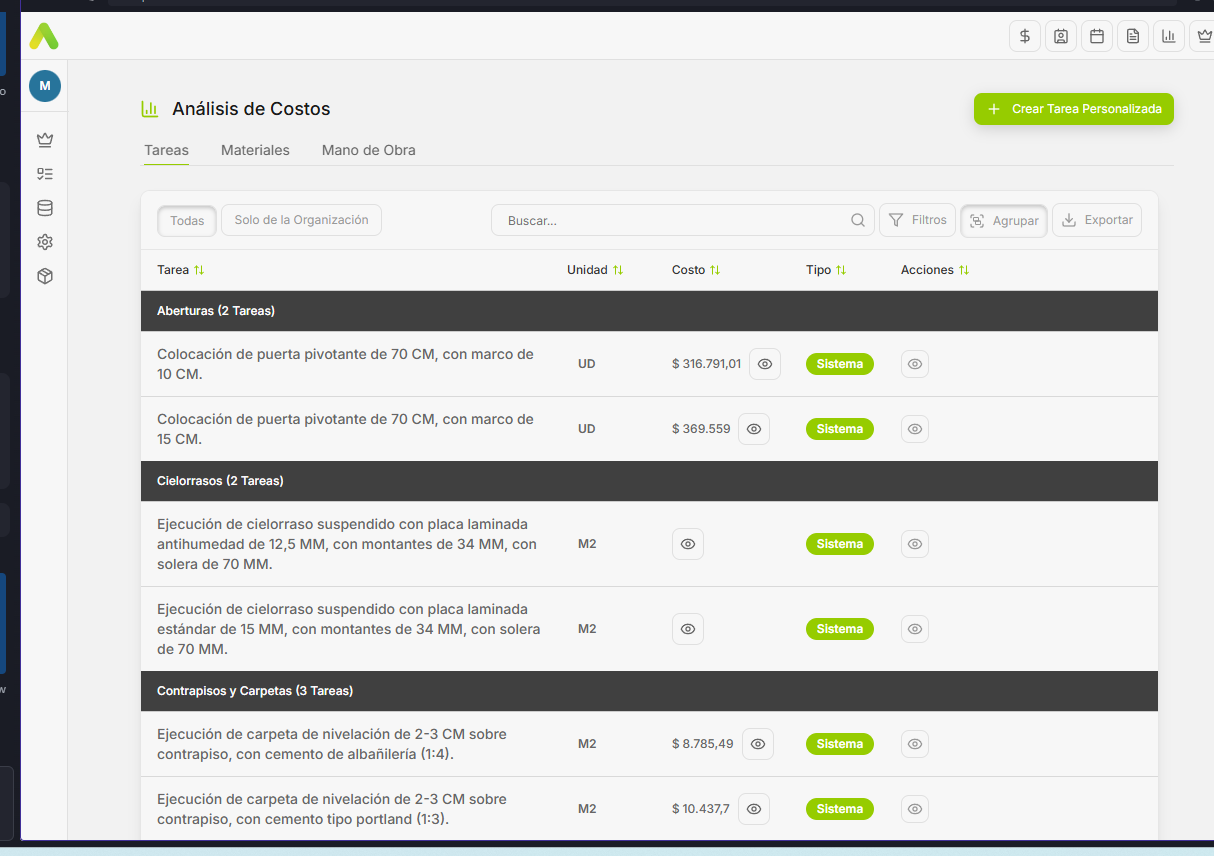 M
Análisis de Costos
Crear Tarea Personalizada
Tareas
Materiales
Mano de Obra
Todas
Solo de la Organización
Buscar...
Filtros
Agrupar
Exportar
Tarea
Unidad
Costo
Tipo
Acciones
Aberturas (2 Tareas)
Colocación de puerta pivotante de 70 CM, con marco de
10 CM.
UD
$ 316.791,01
Sistema
Colocación de puerta pivotante de 70 CM, con marco de
15 CM.
UD
$ 369.559
Sistema
Cielorrasos (2 Tareas)
Ejecución de cielorraso suspendido con placa laminada
antihumedad de 12,5 MM, con montantes de 34 MM, con
solera de 70 MM.
M2
Sistema
Ejecución de cielorraso suspendido con placa laminada
estándar de 15 MM, con montantes de 34 MM, con solera
de 70 MM.
M2
Sistema
Contrapisos y Carpetas (3 Tareas)
Ejecución de carpeta de nivelación de 2-3 CM sobre
contrapiso, con cemento de albañilería (1:4).
M2
$ 8.785,49
Sistema
Ejecución de carpeta de nivelación de 2-3 CM sobre
contrapiso, con cemento tipo portland (1:3).
M2
$ 10.437,7
Sistema